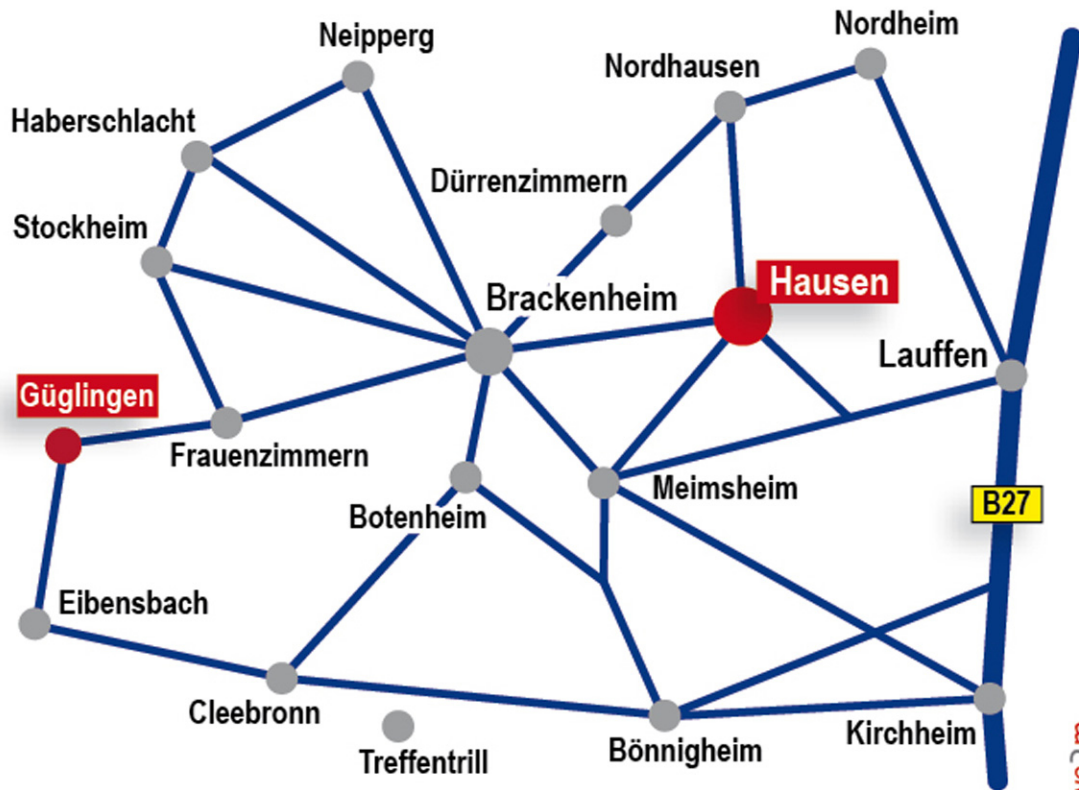 Nordheim
Neipperg
Nordhausen
Haberschlacht
Dürrenzimmern
Stockheim
Hausen
Brackenheim
Lauffen
Güglingen
Frauenzimmern
Meimsheim
B27
Botenheim
Eibensbach
Cleebronn
Kirchheim
Bönnigheim
Treffentrill